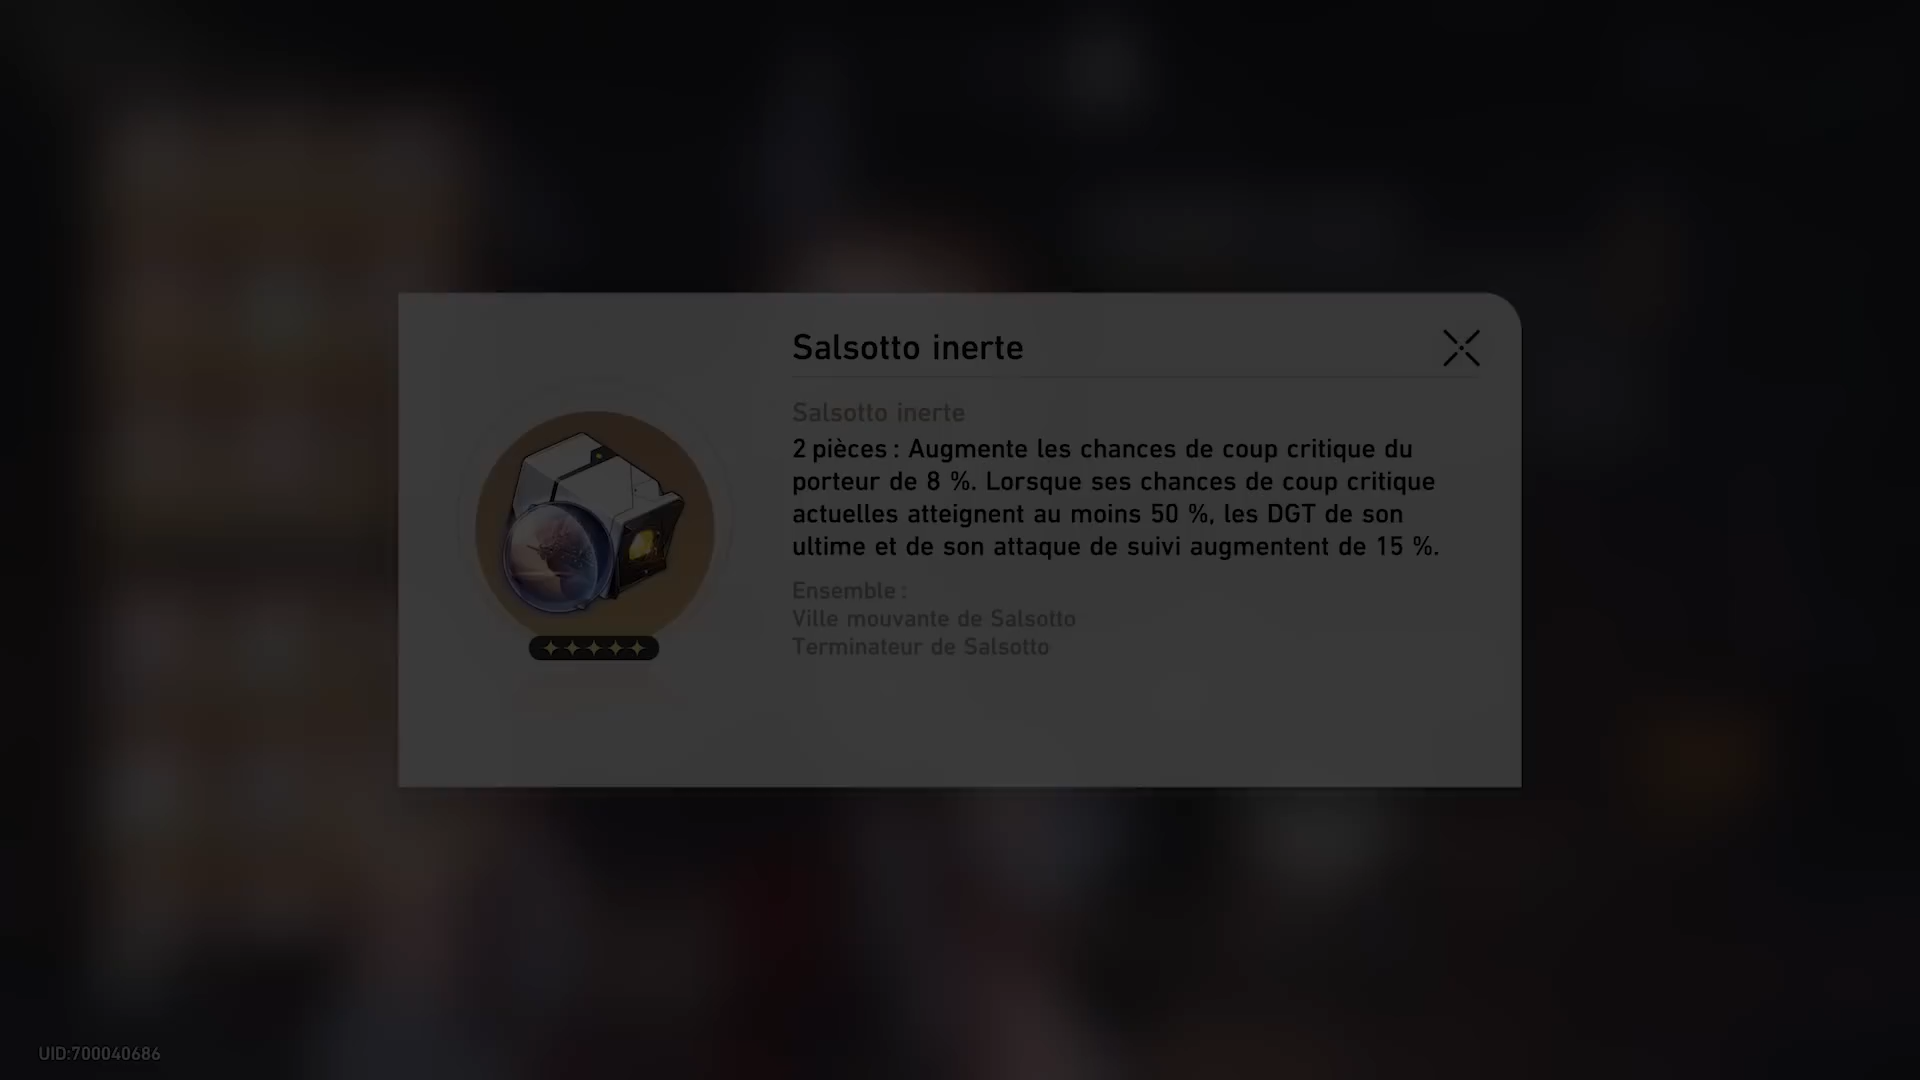 Salsotto inerte
Salsotto inerte
2 pièces : Augmente les chances de coup critique du
porteur de 8 %. Lorsque ses chances de coup critique
actuelles atteignent au moins 50 %, les DGT de son
ultime et de son attaque de suivi augmentent de 15 %.
Ensemble :
Ville mouvante de Salsotto
Terminateur de Salsotto
UID:700040686